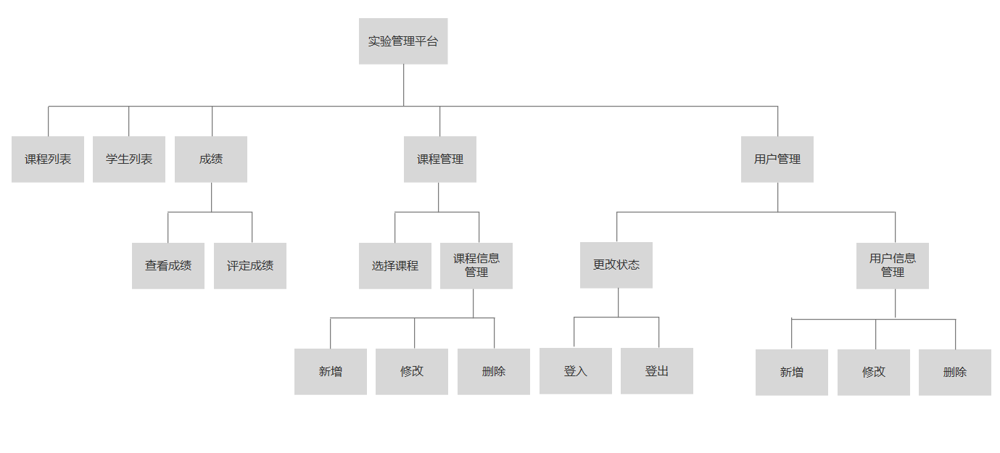 实验管理平台
课程列表
学生列表
成绩
课程管理
用户管理
查看成绩
评定成绩
选择课程
课程信息
管理
更改状态
用户信息
管理
新增
修改
删除
登入
登出
新增
修改
删除